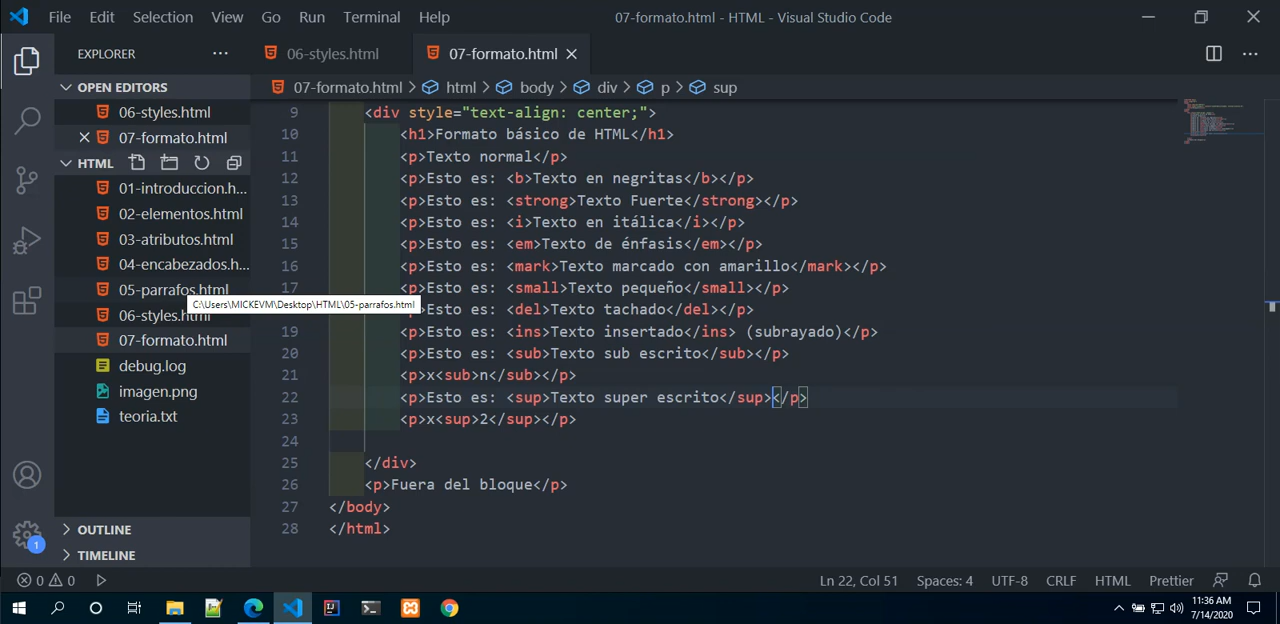 File Edit Selection View Go Run Terminal Help 07-formato.html - HTML - Visual Studio Code
EXPLORER ··· 06-styles.html 07-formato.html
OPEN EDITORS 07-formato.html > html > body > div > p > sup
06-styles.html
07-formato.html
HTML
01-introduccion.h...
02-elementos.html
03-atributos.html
04-encabezados.h...
05-parrafos.html
C:\Users\MICKEVM\Desktop\HTML\05-parrafos.html
06-styles.html
07-formato.html
debug.log
imagen.png
teoria.txt
OUTLINE
TIMELINE
9 <div style="text-align: center;">
10 <h1>Formato básico de HTML</h1>
11 <p>Texto normal</p>
12 <p>Esto es: <b>Texto en negritas</b></p>
13 <p>Esto es: <strong>Texto Fuerte</strong></p>
14 <p>Esto es: <i>Texto en itálica</i></p>
15 <p>Esto es: <em>Texto de énfasis</em></p>
16 <p>Esto es: <mark>Texto marcado con amarillo</mark></p>
17 <p>Esto es: <small>Texto pequeño</small></p>
<p>Esto es: <del>Texto tachado</del></p>
19 <p>Esto es: <ins>Texto insertado</ins> (subrayado)</p>
20 <p>Esto es: <sub>Texto sub escrito</sub></p>
21 <p>x<sub>n</sub></p>
22 <p>Esto es: <sup>Texto super escrito</sup></p>
23 <p>x<sup>2</sup></p>
24
25 </div>
26 <p>Fuera del bloque</p>
27 </body>
28 </html>
1
0 0 Ln 22, Col 51 Spaces: 4 UTF-8 CRLF HTML Prettier
11:36 AM
7/14/2020